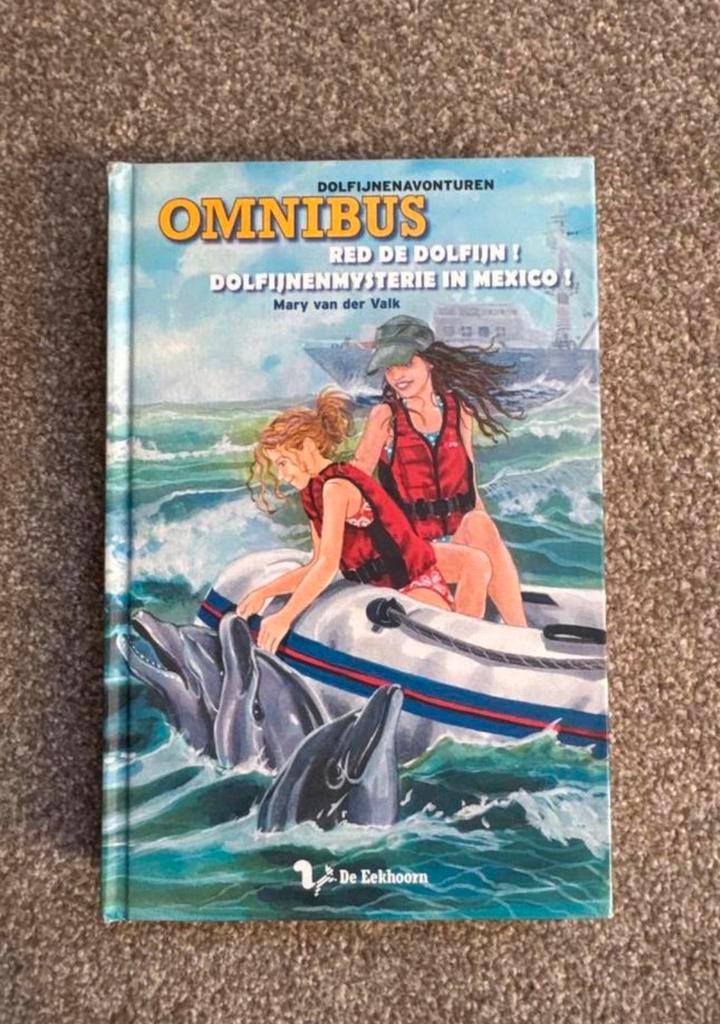 DOLFIJNENAVONTUREN
OMNIBUS
RED DE DOLFIJN !
DOLFIJNENMYSTERIE IN MEXICO !
Mary van der Valk
De Eekhoorn